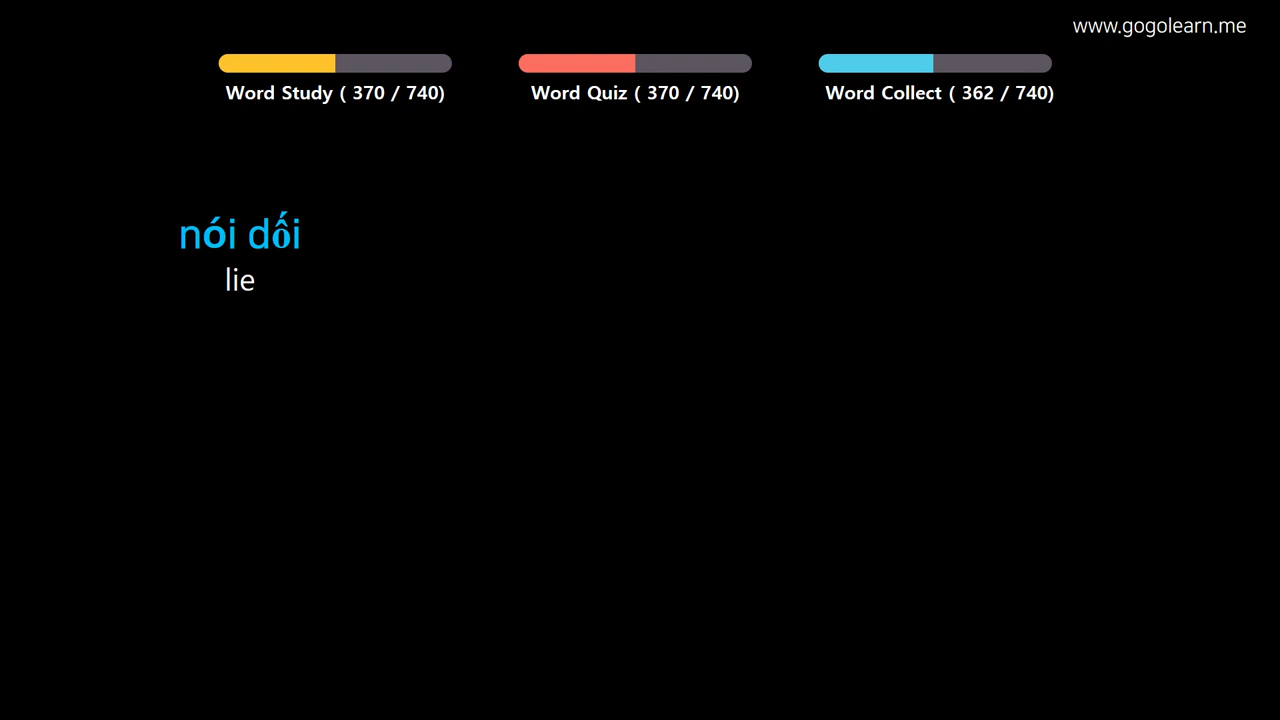 www.gogolearn.me
Word Study ( 370 / 740)
Word Quiz ( 370 / 740)
Word Collect ( 362 / 740)
nói dối
lie